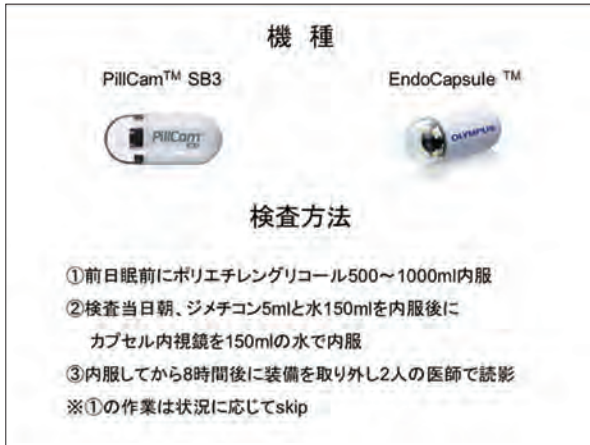 機 種
PillCam™ SB3
EndoCapsule ™
PillCam
OLYMPUS
検査方法
①前日眠前にポリエチレングリコール500～1000ml内服
②検査当日朝、ジメチコン5mlと水150mlを内服後に
カプセル内視鏡を150mlの水で内服
③内服してから8時間後に装備を取り外し2人の医師で読影
※①の作業は状況に応じてskip